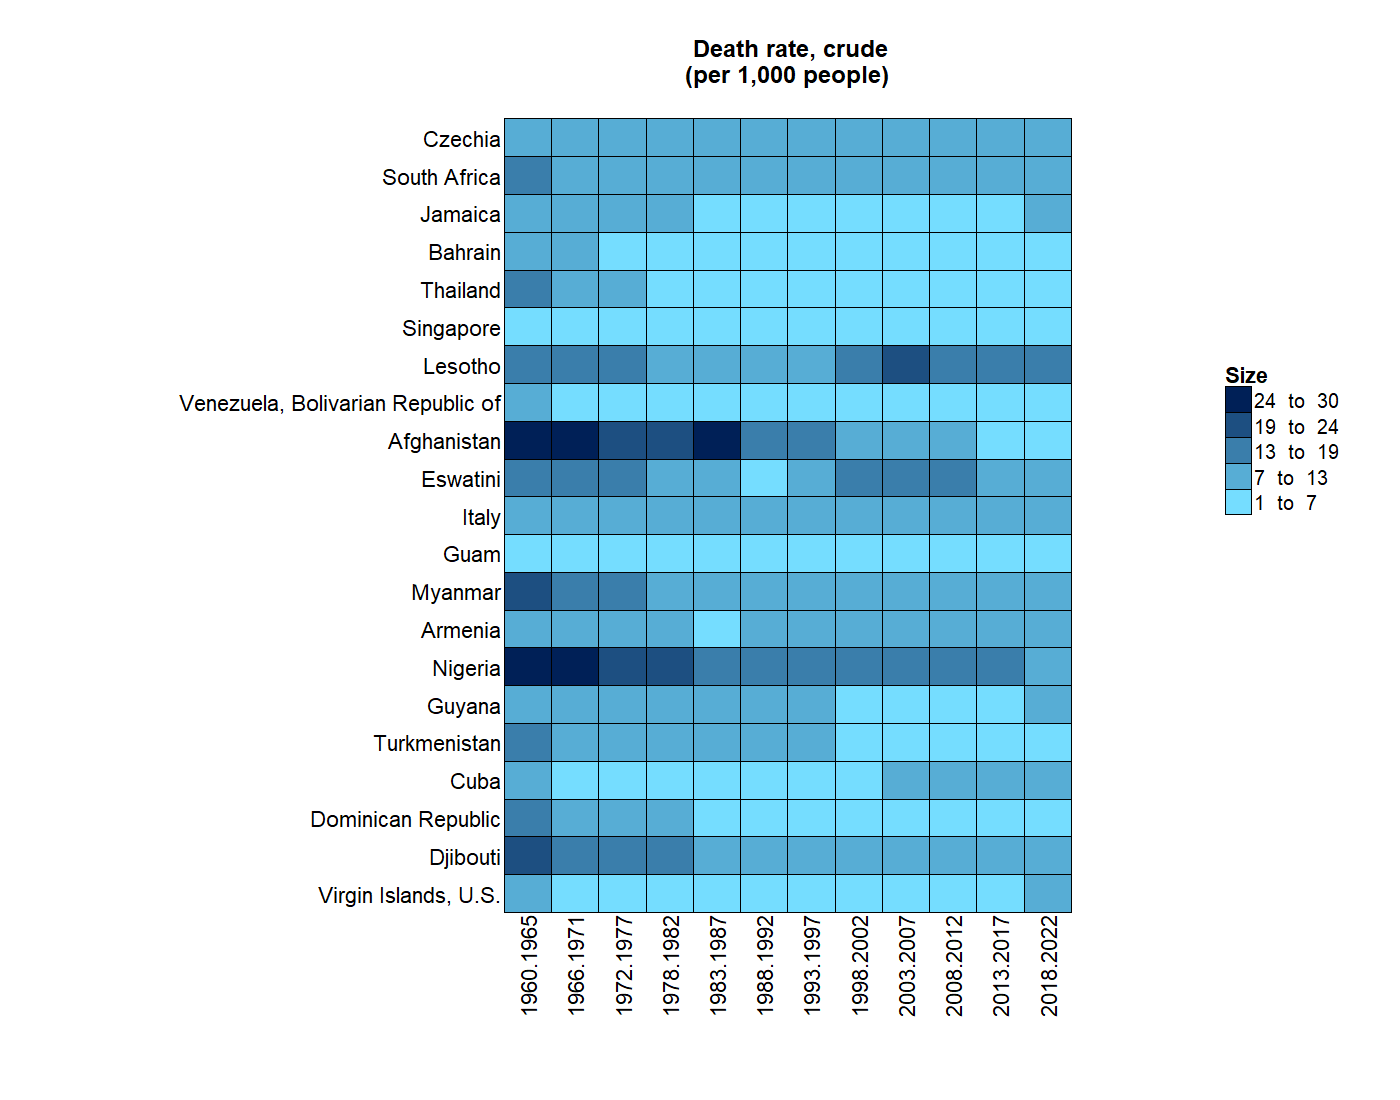 Death rate, crude
(per 1,000 people)
Czechia
South Africa
Jamaica
Bahrain
Thailand
Singapore
Lesotho
Venezuela, Bolivarian Republic of
Afghanistan
Eswatini
Italy
Guam
Myanmar
Armenia
Nigeria
Guyana
Turkmenistan
Cuba
Dominican Republic
Djibouti
Virgin Islands, U.S.
1960.1965
1966.1971
1972.1977
1978.1982
1983.1987
1988.1992
1993.1997
1998.2002
2003.2007
2008.2012
2013.2017
2018.2022
Size
24 to 30
19 to 24
13 to 19
7 to 13
1 to 7